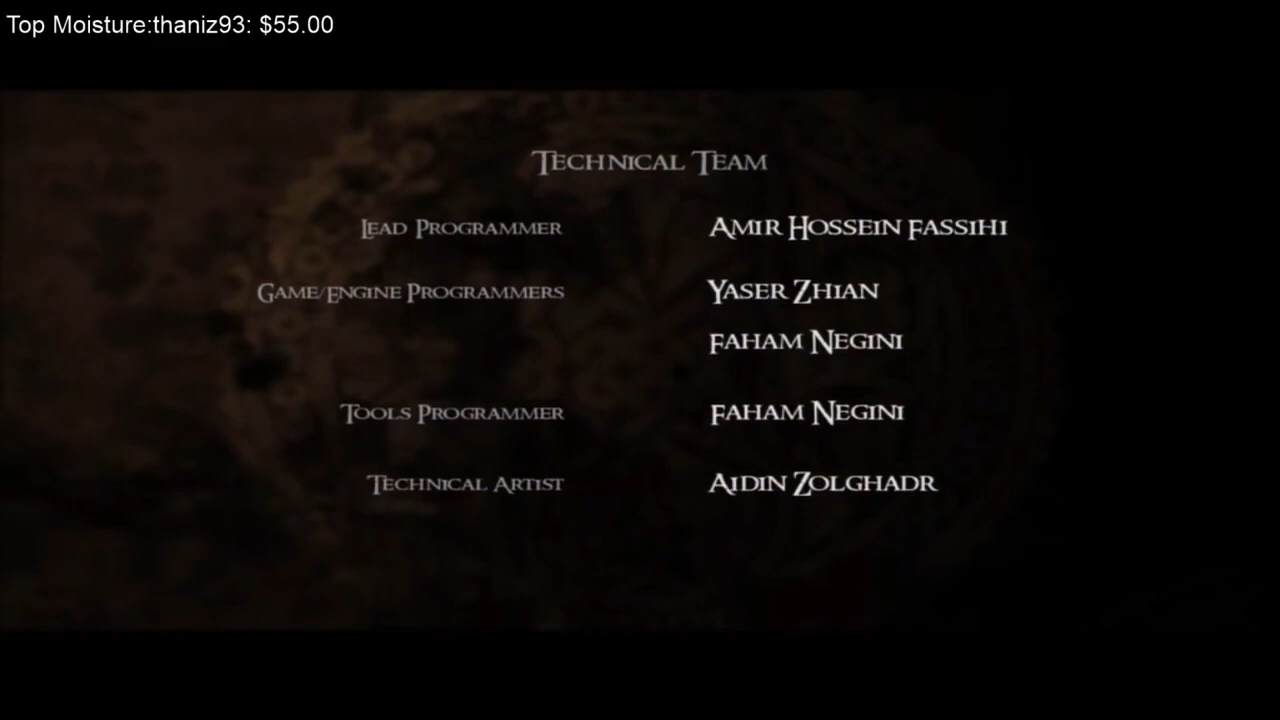 Top Moisture:thaniz93: $55.00
Technical Team
Lead Programmer Amir Hossein Fassihi
Game/Engine Programmers Yaser Zhian
Faham Negini
Tools Programmer Faham Negini
Technical Artist Aidin Zolghadr